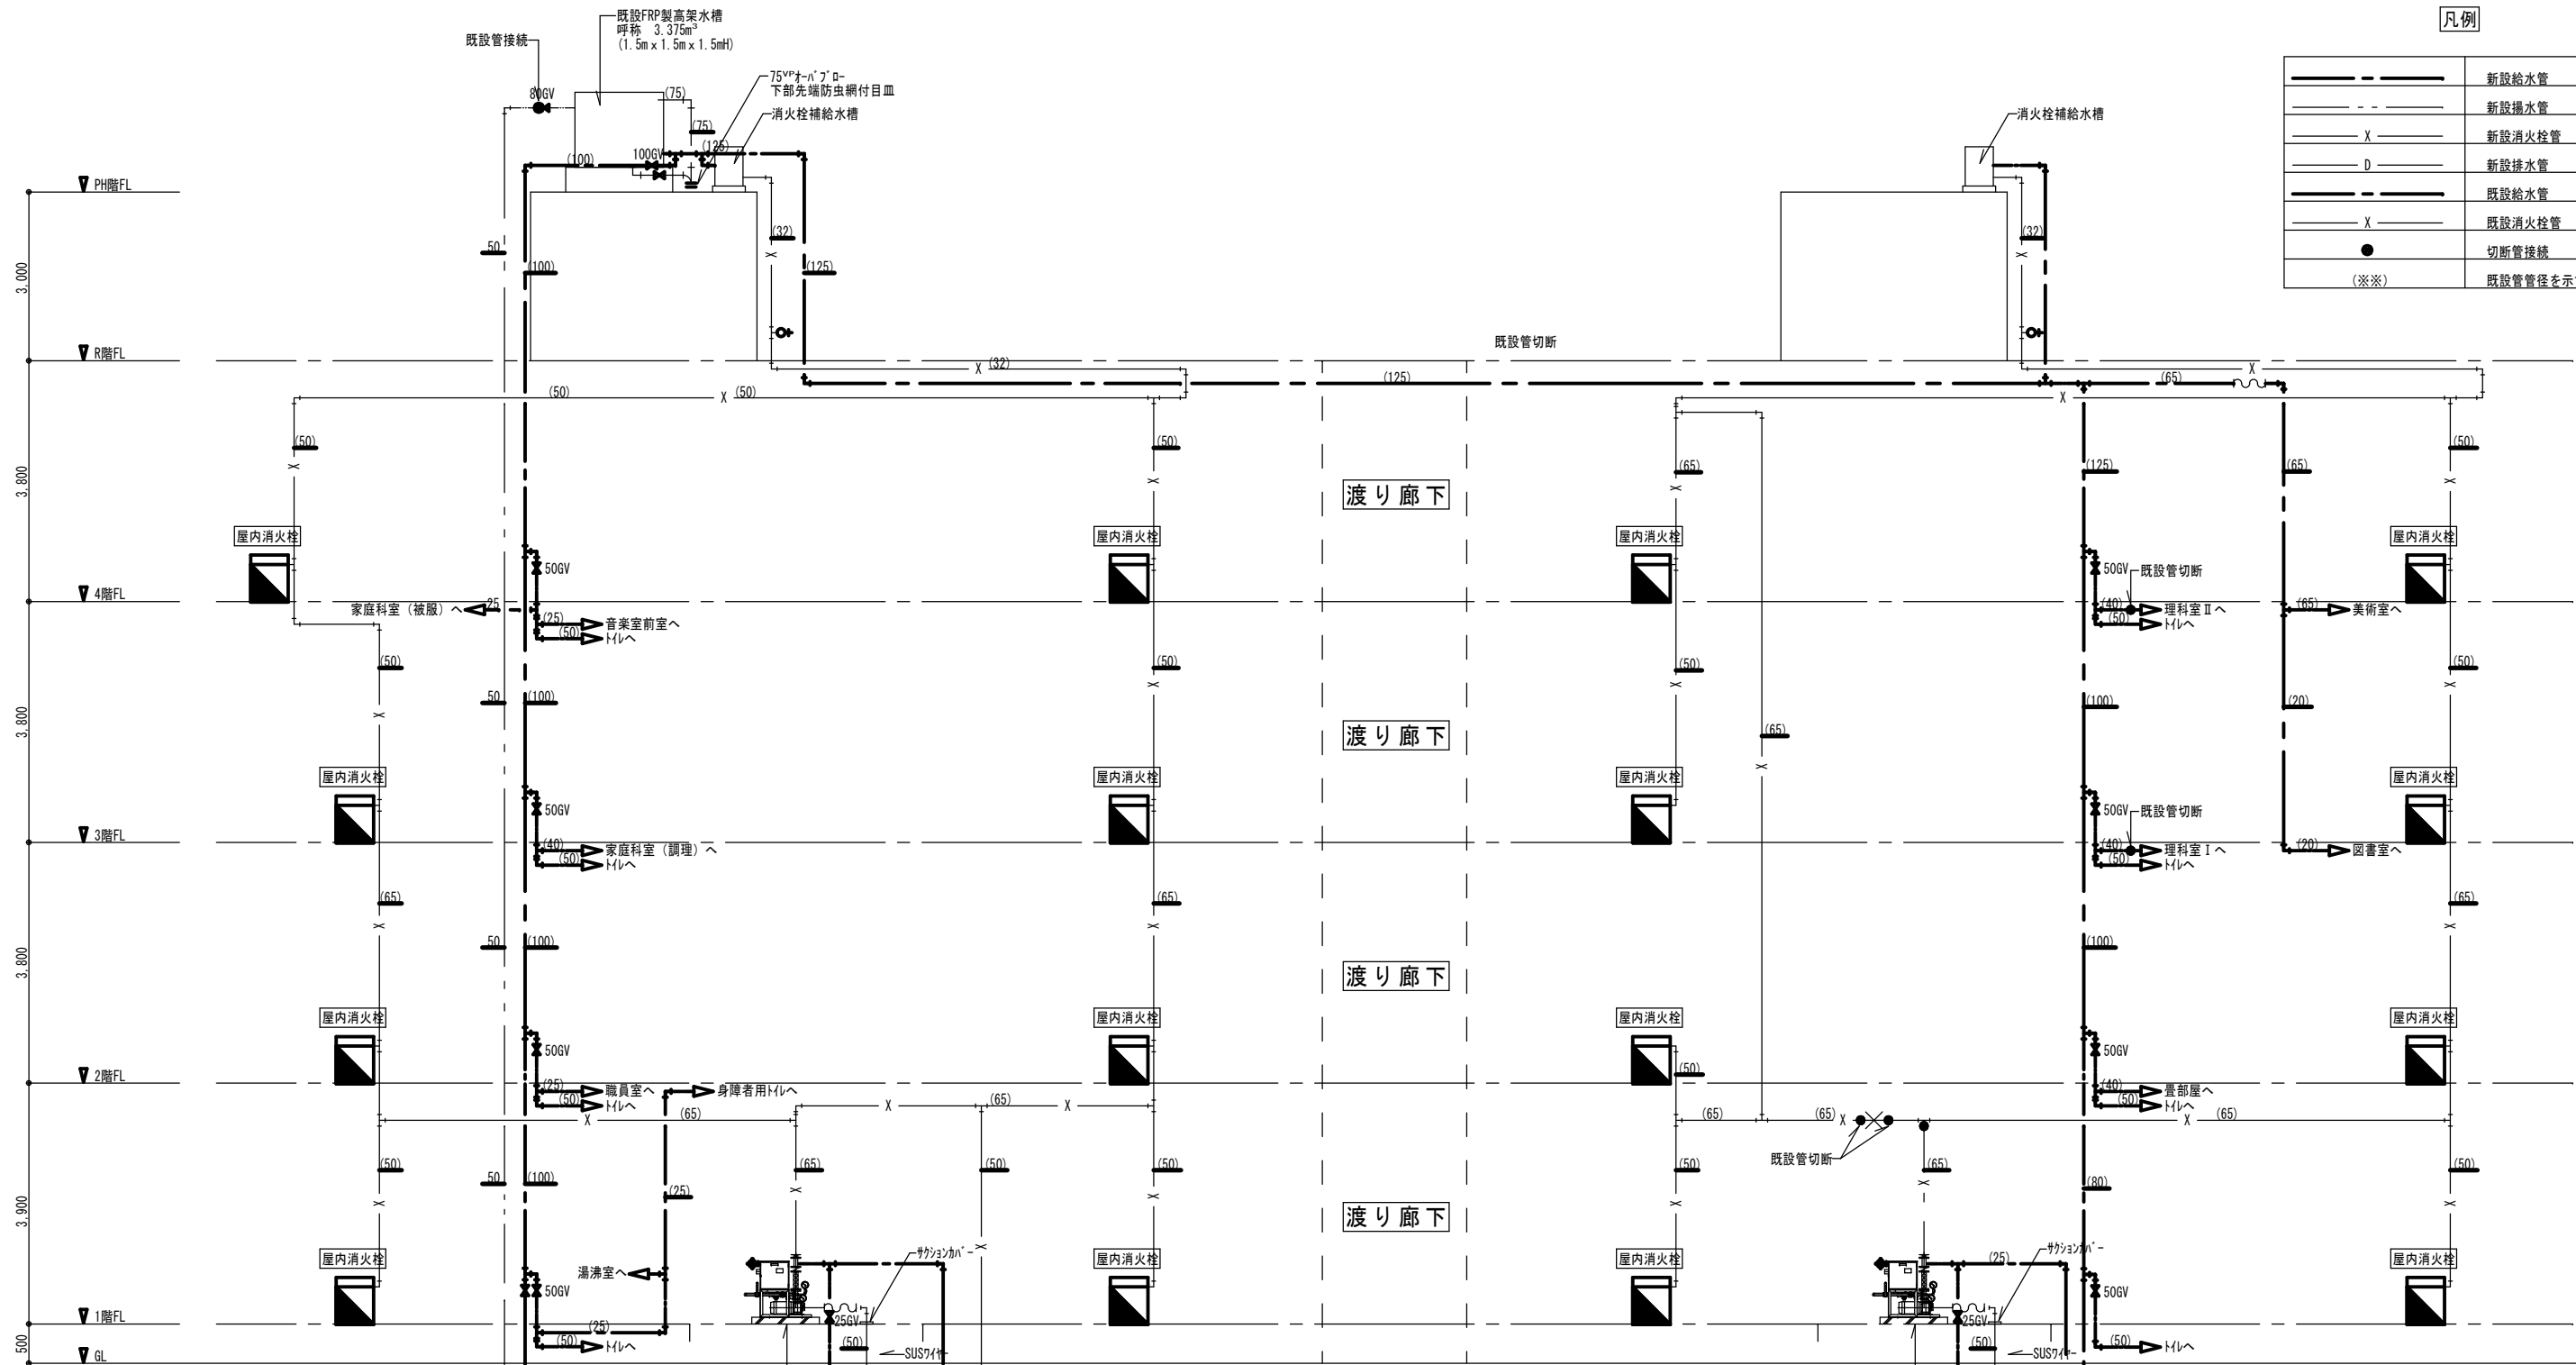 凡例
新設給水管
新設揚水管
X 新設消火栓管
D 新設排水管
既設給水管
X 既設消火栓管
切断管接続
(※※) 既設管管径を示
既設FRP製高架水槽
呼称 3.375m³
(1.5m x 1.5m x 1.5mH)
既設管接続
80GV
(75)
75VPオーバフロー
下部先端防虫網付目皿
(75)
消火栓補給水槽
消火栓補給水槽
(100)
100GV
(125)
PH階FL
50
(100)
(32)
(125)
(32)
3,000
R階FL
既設管切断
X (32)
(50)
X (50)
(125)
(65)
X
X
(50)
(50)
(65)
(125)
(65)
(50)
3,800
渡り廊下
屋内消火栓
屋内消火栓
屋内消火栓
屋内消火栓
50GV
50GV
既設管切断
4階FL
家庭科室(被服)へ
25
(25)
音楽室前室へ
(50)
トイレへ
(40)
理科室Ⅱへ
(50)
トイレへ
(65)
美術室へ
(50)
(50)
(50)
(50)
50
(100)
(65)
(100)
(20)
3,800
渡り廊下
屋内消火栓
屋内消火栓
屋内消火栓
屋内消火栓
50GV
50GV
既設管切断
3階FL
(40)
家庭科室(調理)へ
(50)
トイレへ
(40)
理科室Ⅰへ
(50)
トイレへ
(20)
図書室へ
(65)
(65)
(65)
50
(100)
(100)
3,800
渡り廊下
屋内消火栓
屋内消火栓
屋内消火栓
屋内消火栓
50GV
50GV
2階FL
(50)
(25)
職員室へ
(50)
トイレへ
身障者用トイレへ
(40)
畳部屋へ
(50)
トイレへ
X
(65)
X
(65)
X
(65)
(65)
X
X
(65)
既設管切断
(50)
50
(100)
(25)
(65)
(50)
(50)
(50)
(65)
(80)
(50)
3,900
渡り廊下
屋内消火栓
屋内消火栓
屋内消火栓
屋内消火栓
湯沸室へ
サクションカバー
(25)
サクションカバー
50GV
50GV
1階FL
(25)
25GV
25GV
500
(50)
トイレへ
(50)
SUSワイヤー
(50)
SUSワイヤー
(50)
トイレへ
GL